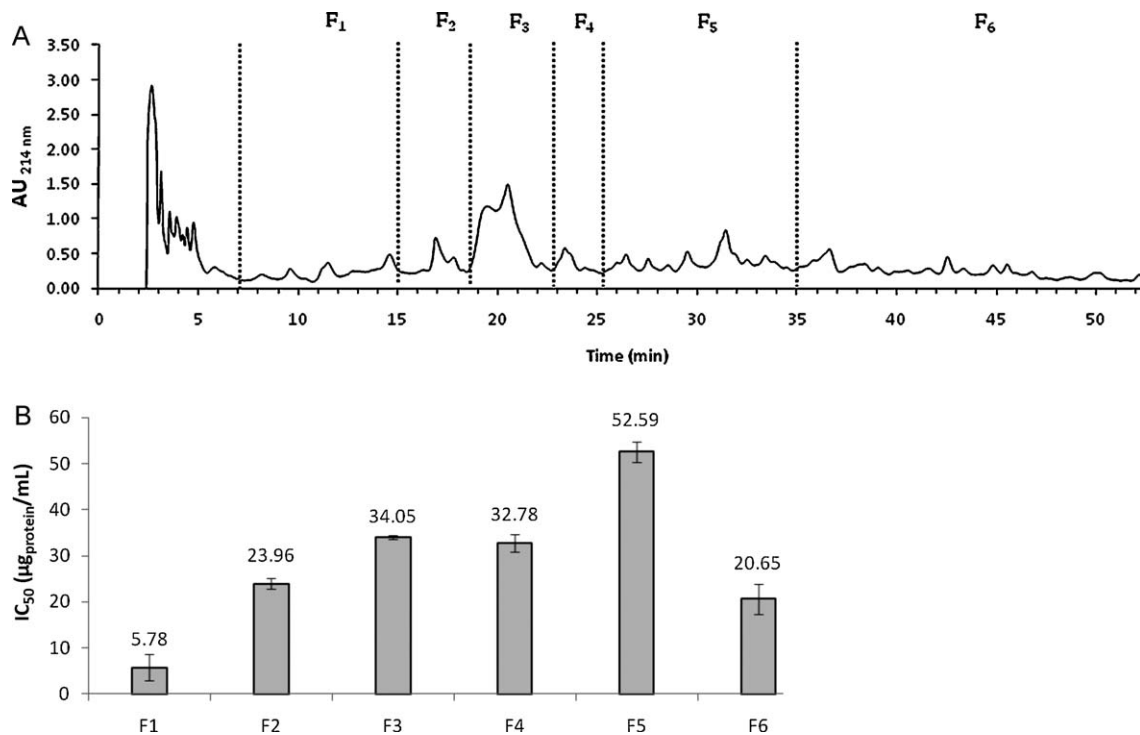 F₁ F₂ F₃ F₄ F₅ F₆
A
3.50
3.00
2.50
2.00
1.50
1.00
0.50
0.00
AU 214 nm
0 5 10 15 20 25 30 35 40 45 50
Time (min)
B
60
50
40
30
20
10
0
IC₅₀ (µgprotein/mL)
5.78 23.96 34.05 32.78 52.59 20.65
F1 F2 F3 F4 F5 F6